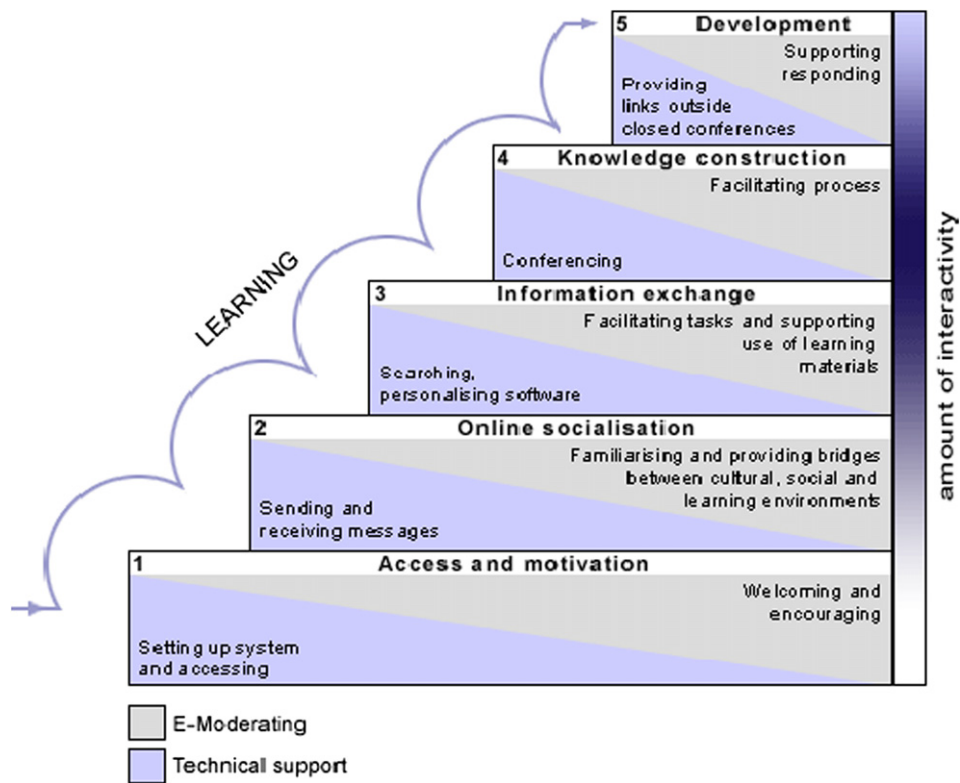 5 Development
Supporting
responding
Providing
links outside
closed conferences
4 Knowledge construction
Facilitating process
Conferencing
3 Information exchange
Facilitating tasks and supporting
use of learning
materials
Searching,
personalising software
2 Online socialisation
Familiarising and providing bridges
between cultural, social and
learning environments
Sending and
receiving messages
1 Access and motivation
Welcoming and
encouraging
Setting up system
and accessing
LEARNING
amount of interactivity
E-Moderating
Technical support